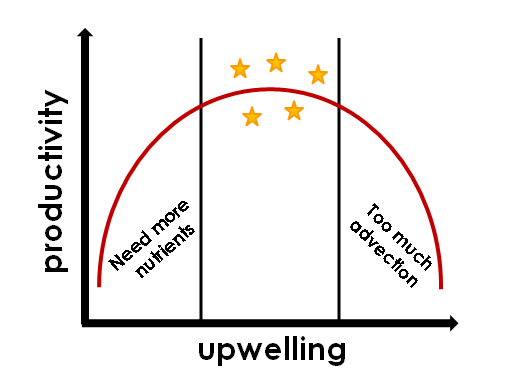 productivity
Need more
nutrients
Too much
advection
upwelling